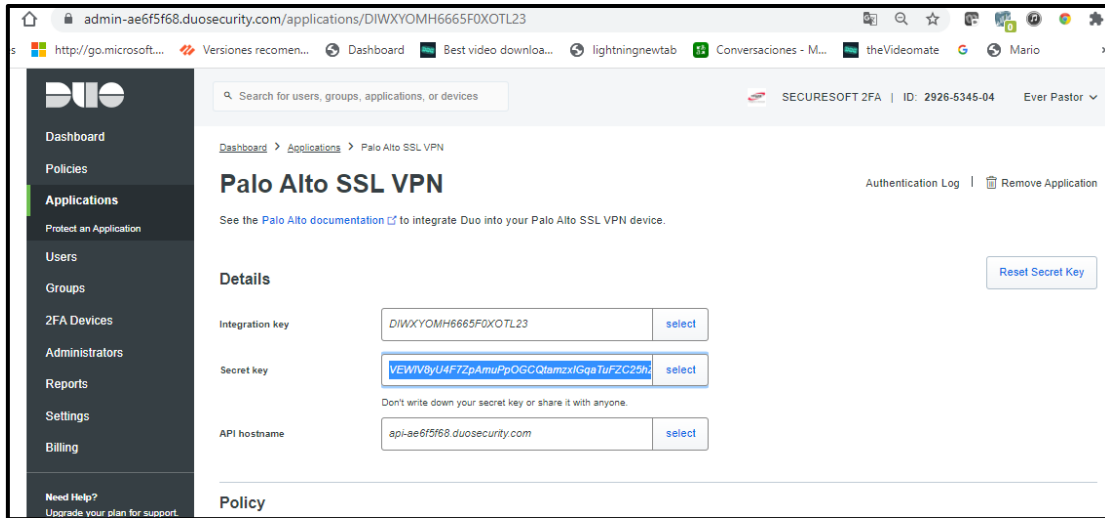 admin-ae6f5f68.duosecurity.com/applications/DIWXYOMH6665F0XOTL23
http://go.microsoft.... Versiones recomen... Dashboard Best video downloa... lightningnewtab Conversaciones - M... theVideomate Mario
DUO
Search for users, groups, applications, or devices
SECURESOFT 2FA | ID: 2926-5345-04 Ever Pastor
Dashboard
Policies
Applications
Protect an Application
Users
Groups
2FA Devices
Administrators
Reports
Settings
Billing
Need Help?
Upgrade your plan for support.
Dashboard > Applications > Palo Alto SSL VPN
Palo Alto SSL VPN
Authentication Log | Remove Application
See the Palo Alto documentation to integrate Duo into your Palo Alto SSL VPN device.
Details
Reset Secret Key
Integration key DIWXYOMH6665F0XOTL23 select
Secret key select
Don't write down your secret key or share it with anyone.
API hostname api-ae6f5f68.duosecurity.com select
Policy